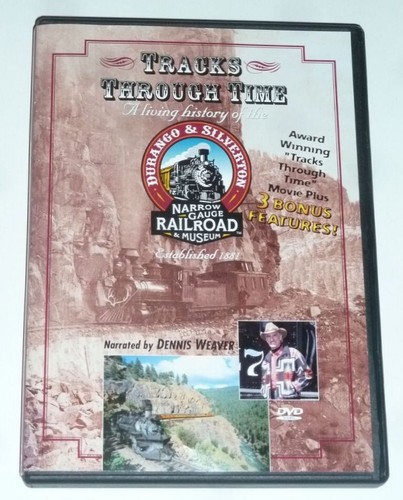 TRACKS
THROUGH TIME
A living history of the
DURANGO & SILVERTON
NARROW
GAUGE
RAILROAD
& MUSEUM
Established 1881
Award
Winning
"Tracks
Through
Time"
Movie Plus
3 BONUS
FEATURES!
Narrated by DENNIS WEAVER
7
DVD